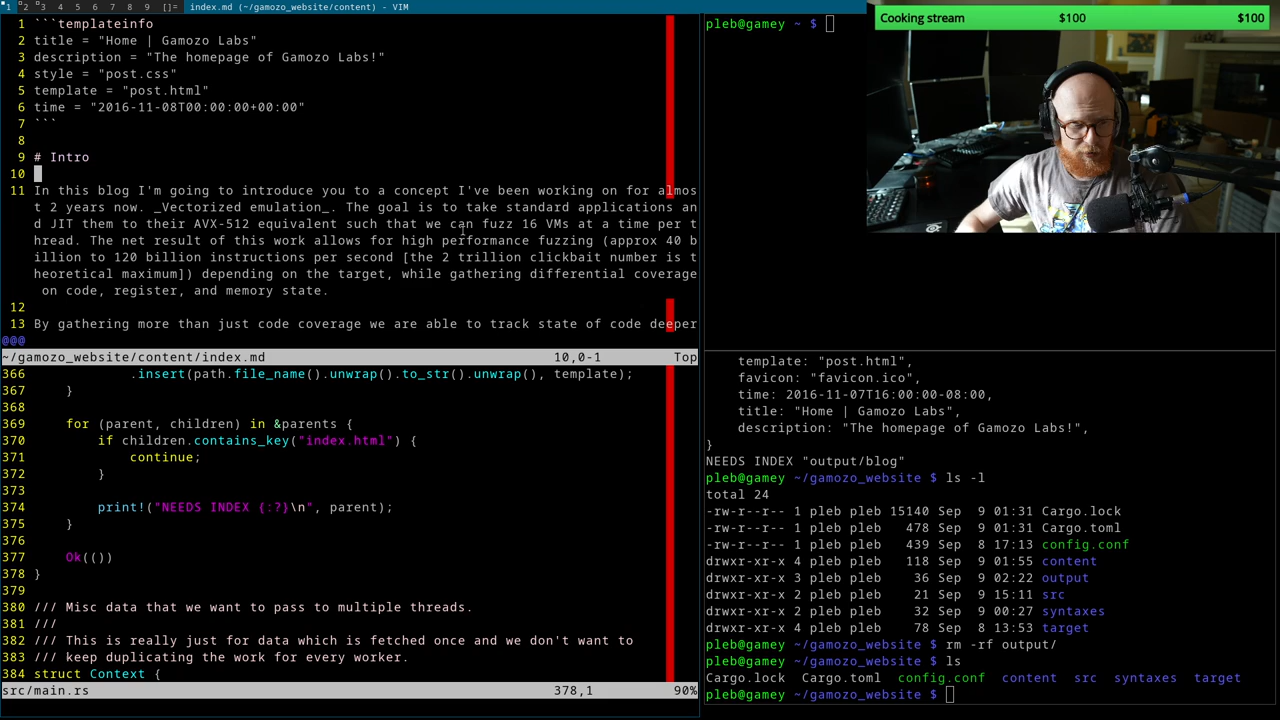 1 2 3 4 5 6 7 8 9 []= index.md (~/gamozo_website/content) - VIM
1 ```templateinfo
2 title = "Home | Gamozo Labs"
3 description = "The homepage of Gamozo Labs!"
4 style = "post.css"
5 template = "post.html"
6 time = "2016-11-08T00:00:00+00:00"
7 ```
8
9 # Intro
10
11 In this blog I'm going to introduce you to a concept I've been working on for almos
t 2 years now. _Vectorized emulation_. The goal is to take standard applications an
d JIT them to their AVX-512 equivalent such that we can fuzz 16 VMs at a time per t
hread. The net result of this work allows for high performance fuzzing (approx 40 b
illion to 120 billion instructions per second [the 2 trillion clickbait number is t
heoretical maximum]) depending on the target, while gathering differential coverage
on code, register, and memory state.
12
13 By gathering more than just code coverage we are able to track state of code deeper
@@@
~/gamozo_website/content/index.md 10,0-1 Top
366 .insert(path.file_name().unwrap().to_str().unwrap(), template);
367 }
368
369 for (parent, children) in &parents {
370 if children.contains_key("index.html") {
371 continue;
372 }
373
374 print!("NEEDS INDEX {:?}\n", parent);
375 }
376
377 Ok(())
378 }
379
380 /// Misc data that we want to pass to multiple threads.
381 ///
382 /// This is really just for data which is fetched once and we don't want to
383 /// keep duplicating the work for every worker.
384 struct Context {
src/main.rs 378,1 90%
pleb@gamey ~ $
Cooking stream $100 $100
template: "post.html",
favicon: "favicon.ico",
time: 2016-11-07T16:00:00-08:00,
title: "Home | Gamozo Labs",
description: "The homepage of Gamozo Labs!",
}
NEEDS INDEX "output/blog"
pleb@gamey ~/gamozo_website $ ls -l
total 24
-rw-r--r-- 1 pleb pleb 15140 Sep 9 01:31 Cargo.lock
-rw-r--r-- 1 pleb pleb 478 Sep 9 01:31 Cargo.toml
-rw-r--r-- 1 pleb pleb 439 Sep 8 17:13 config.conf
drwxr-xr-x 4 pleb pleb 118 Sep 9 01:55 content
drwxr-xr-x 3 pleb pleb 36 Sep 9 02:22 output
drwxr-xr-x 2 pleb pleb 21 Sep 9 15:11 src
drwxr-xr-x 2 pleb pleb 32 Sep 9 00:27 syntaxes
drwxr-xr-x 4 pleb pleb 78 Sep 8 13:53 target
pleb@gamey ~/gamozo_website $ rm -rf output/
pleb@gamey ~/gamozo_website $ ls
Cargo.lock Cargo.toml config.conf content src syntaxes target
pleb@gamey ~/gamozo_website $